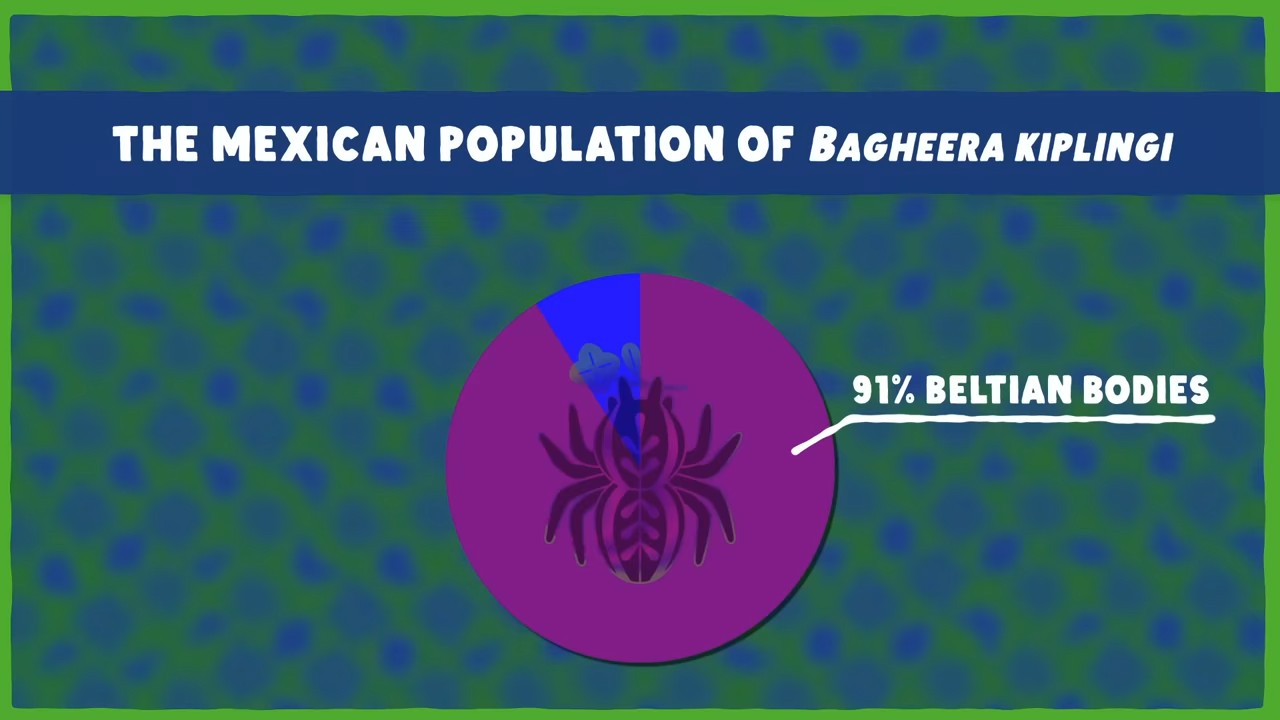 THE MEXICAN POPULATION OF BAGHEERA KIPLINGI
91% BELTIAN BODIES